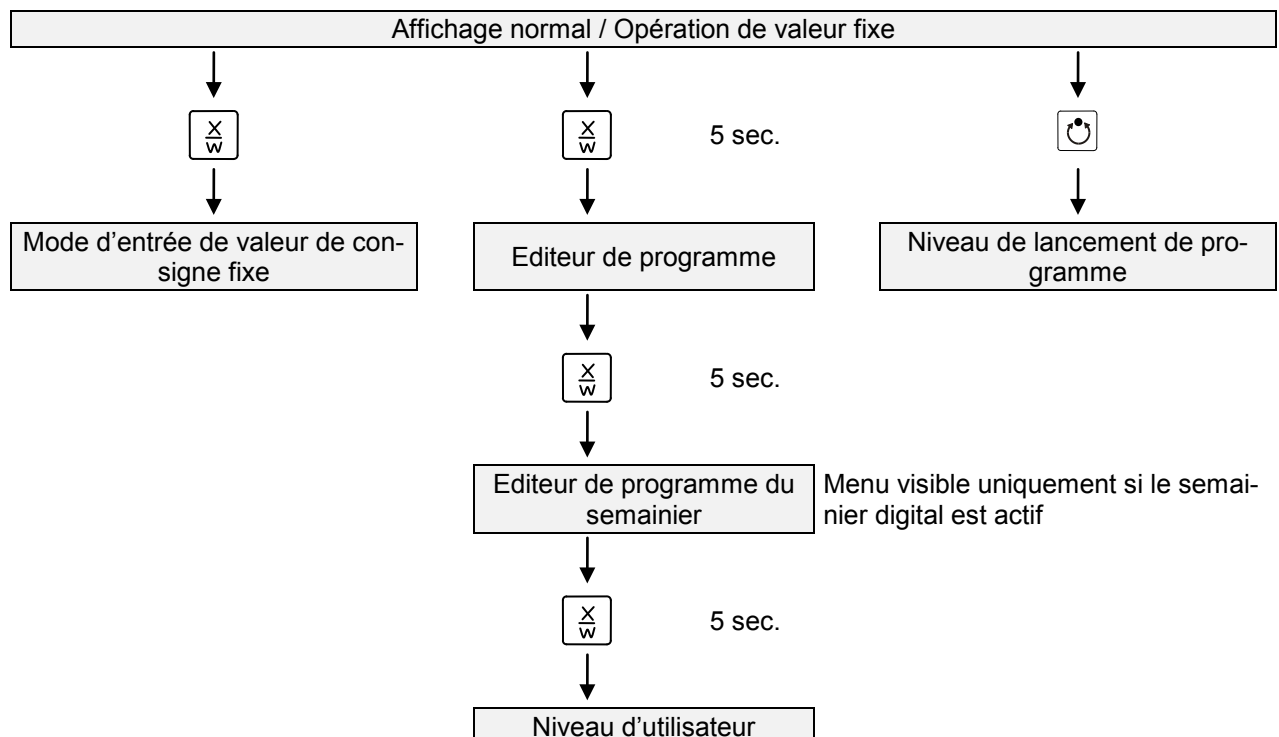 Affichage normal / Opération de valeur fixe
X
W
X
W
5 sec.
Mode d'entrée de valeur de con-
signe fixe
Editeur de programme
Niveau de lancement de pro-
gramme
X
W
5 sec.
Editeur de programme du
semainier
Menu visible uniquement si le semai-
nier digital est actif
X
W
5 sec.
Niveau d'utilisateur